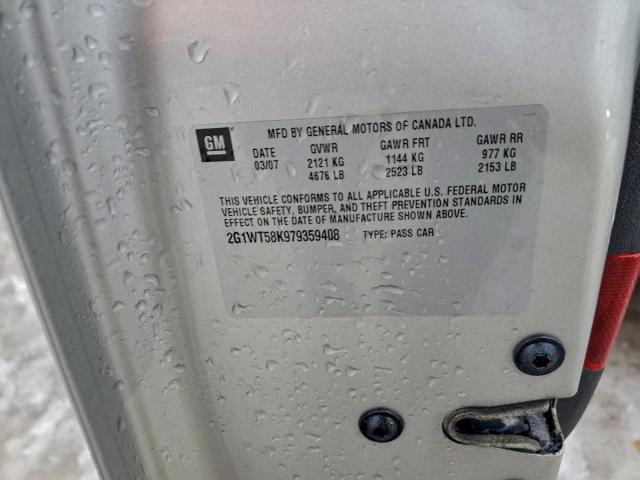 GM
MFD BY GENERAL MOTORS OF CANADA LTD.
DATE GVWR GAWR FRT GAWR RR
03/07 2121 KG 1144 KG 977 KG
4676 LB 2523 LB 2153 LB
THIS VEHICLE CONFORMS TO ALL APPLICABLE U.S. FEDERAL MOTOR
VEHICLE SAFETY, BUMPER, AND THEFT PREVENTION STANDARDS IN
EFFECT ON THE DATE OF MANUFACTURE SHOWN ABOVE.
2G1WT58K979359408 TYPE: PASS CAR